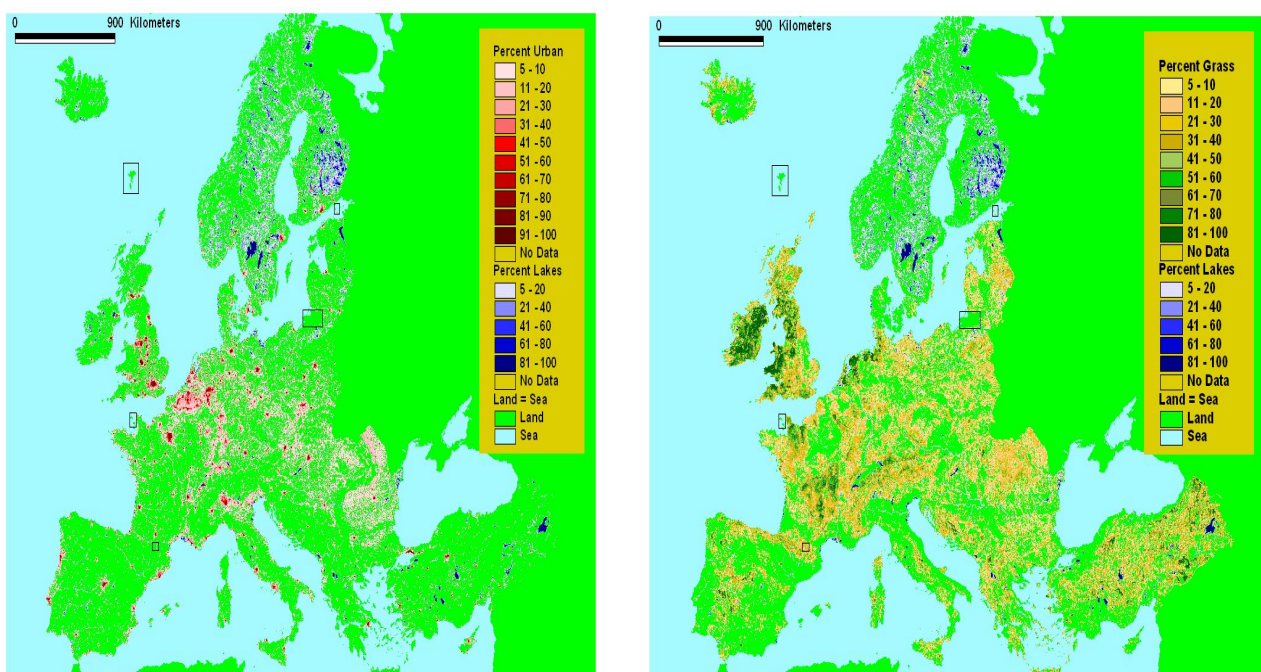 0 900 Kilometers
Percent Urban
5 - 10
11 - 20
21 - 30
31 - 40
41 - 50
51 - 60
61 - 70
71 - 80
81 - 90
91 - 100
No Data
Percent Lakes
5 - 20
21 - 40
41 - 60
61 - 80
81 - 100
No Data
Land = Sea
Land
Sea
0 900 Kilometers
Percent Grass
5 - 10
11 - 20
21 - 30
31 - 40
41 - 50
51 - 60
61 - 70
71 - 80
81 - 100
No Data
Percent Lakes
5 - 20
21 - 40
41 - 60
61 - 80
81 - 100
No Data
Land = Sea
Land
Sea